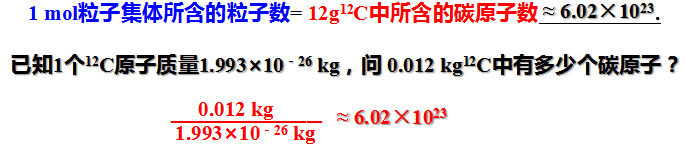 1 mol粒子集体所含的粒子数= 12g¹²C中所含的碳原子数 ≈ 6.02×10²³.
已知1个¹²C原子质量1.993×10⁻²⁶ kg，问 0.012 kg¹²C中有多少个碳原子？
0.012 kg
1.993×10⁻²⁶ kg ≈ 6.02×10²³